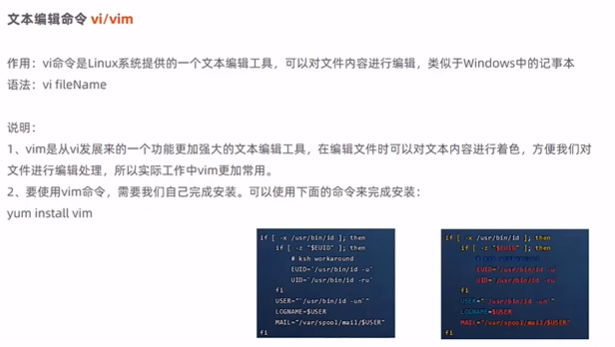 文本编辑命令 vi/vim
作用：vi命令是Linux系统提供的一个文本编辑工具，可以对文件内容进行编辑，类似于Windows中的记事本
语法：vi fileName
说明：
1、vim是从vi发展来的一个功能更加强大的文本编辑工具，在编辑文件时可以对文本内容进行着色，方便我们对
文件进行编辑处理，所以实际工作中vim更加常用。
2、要使用vim命令，需要我们自己完成安装。可以使用下面的命令来完成安装：
yum install vim
if [ -x /usr/bin/id ]; then
if [ -z "$EUID" ]; then
# ksh workaround
EUID=`/usr/bin/id -u`
UID=`/usr/bin/id -ru`
fi
USER="`/usr/bin/id -un`"
LOGNAME=$USER
MAIL="/var/spool/mail/$USER"
fi
if [ -x /usr/bin/id ]; then
if [ -z "$EUID" ]; then
# ksh workaround
EUID=`/usr/bin/id -u`
UID=`/usr/bin/id -ru`
fi
USER="`/usr/bin/id -un`"
LOGNAME=$USER
MAIL="/var/spool/mail/$USER"
fi